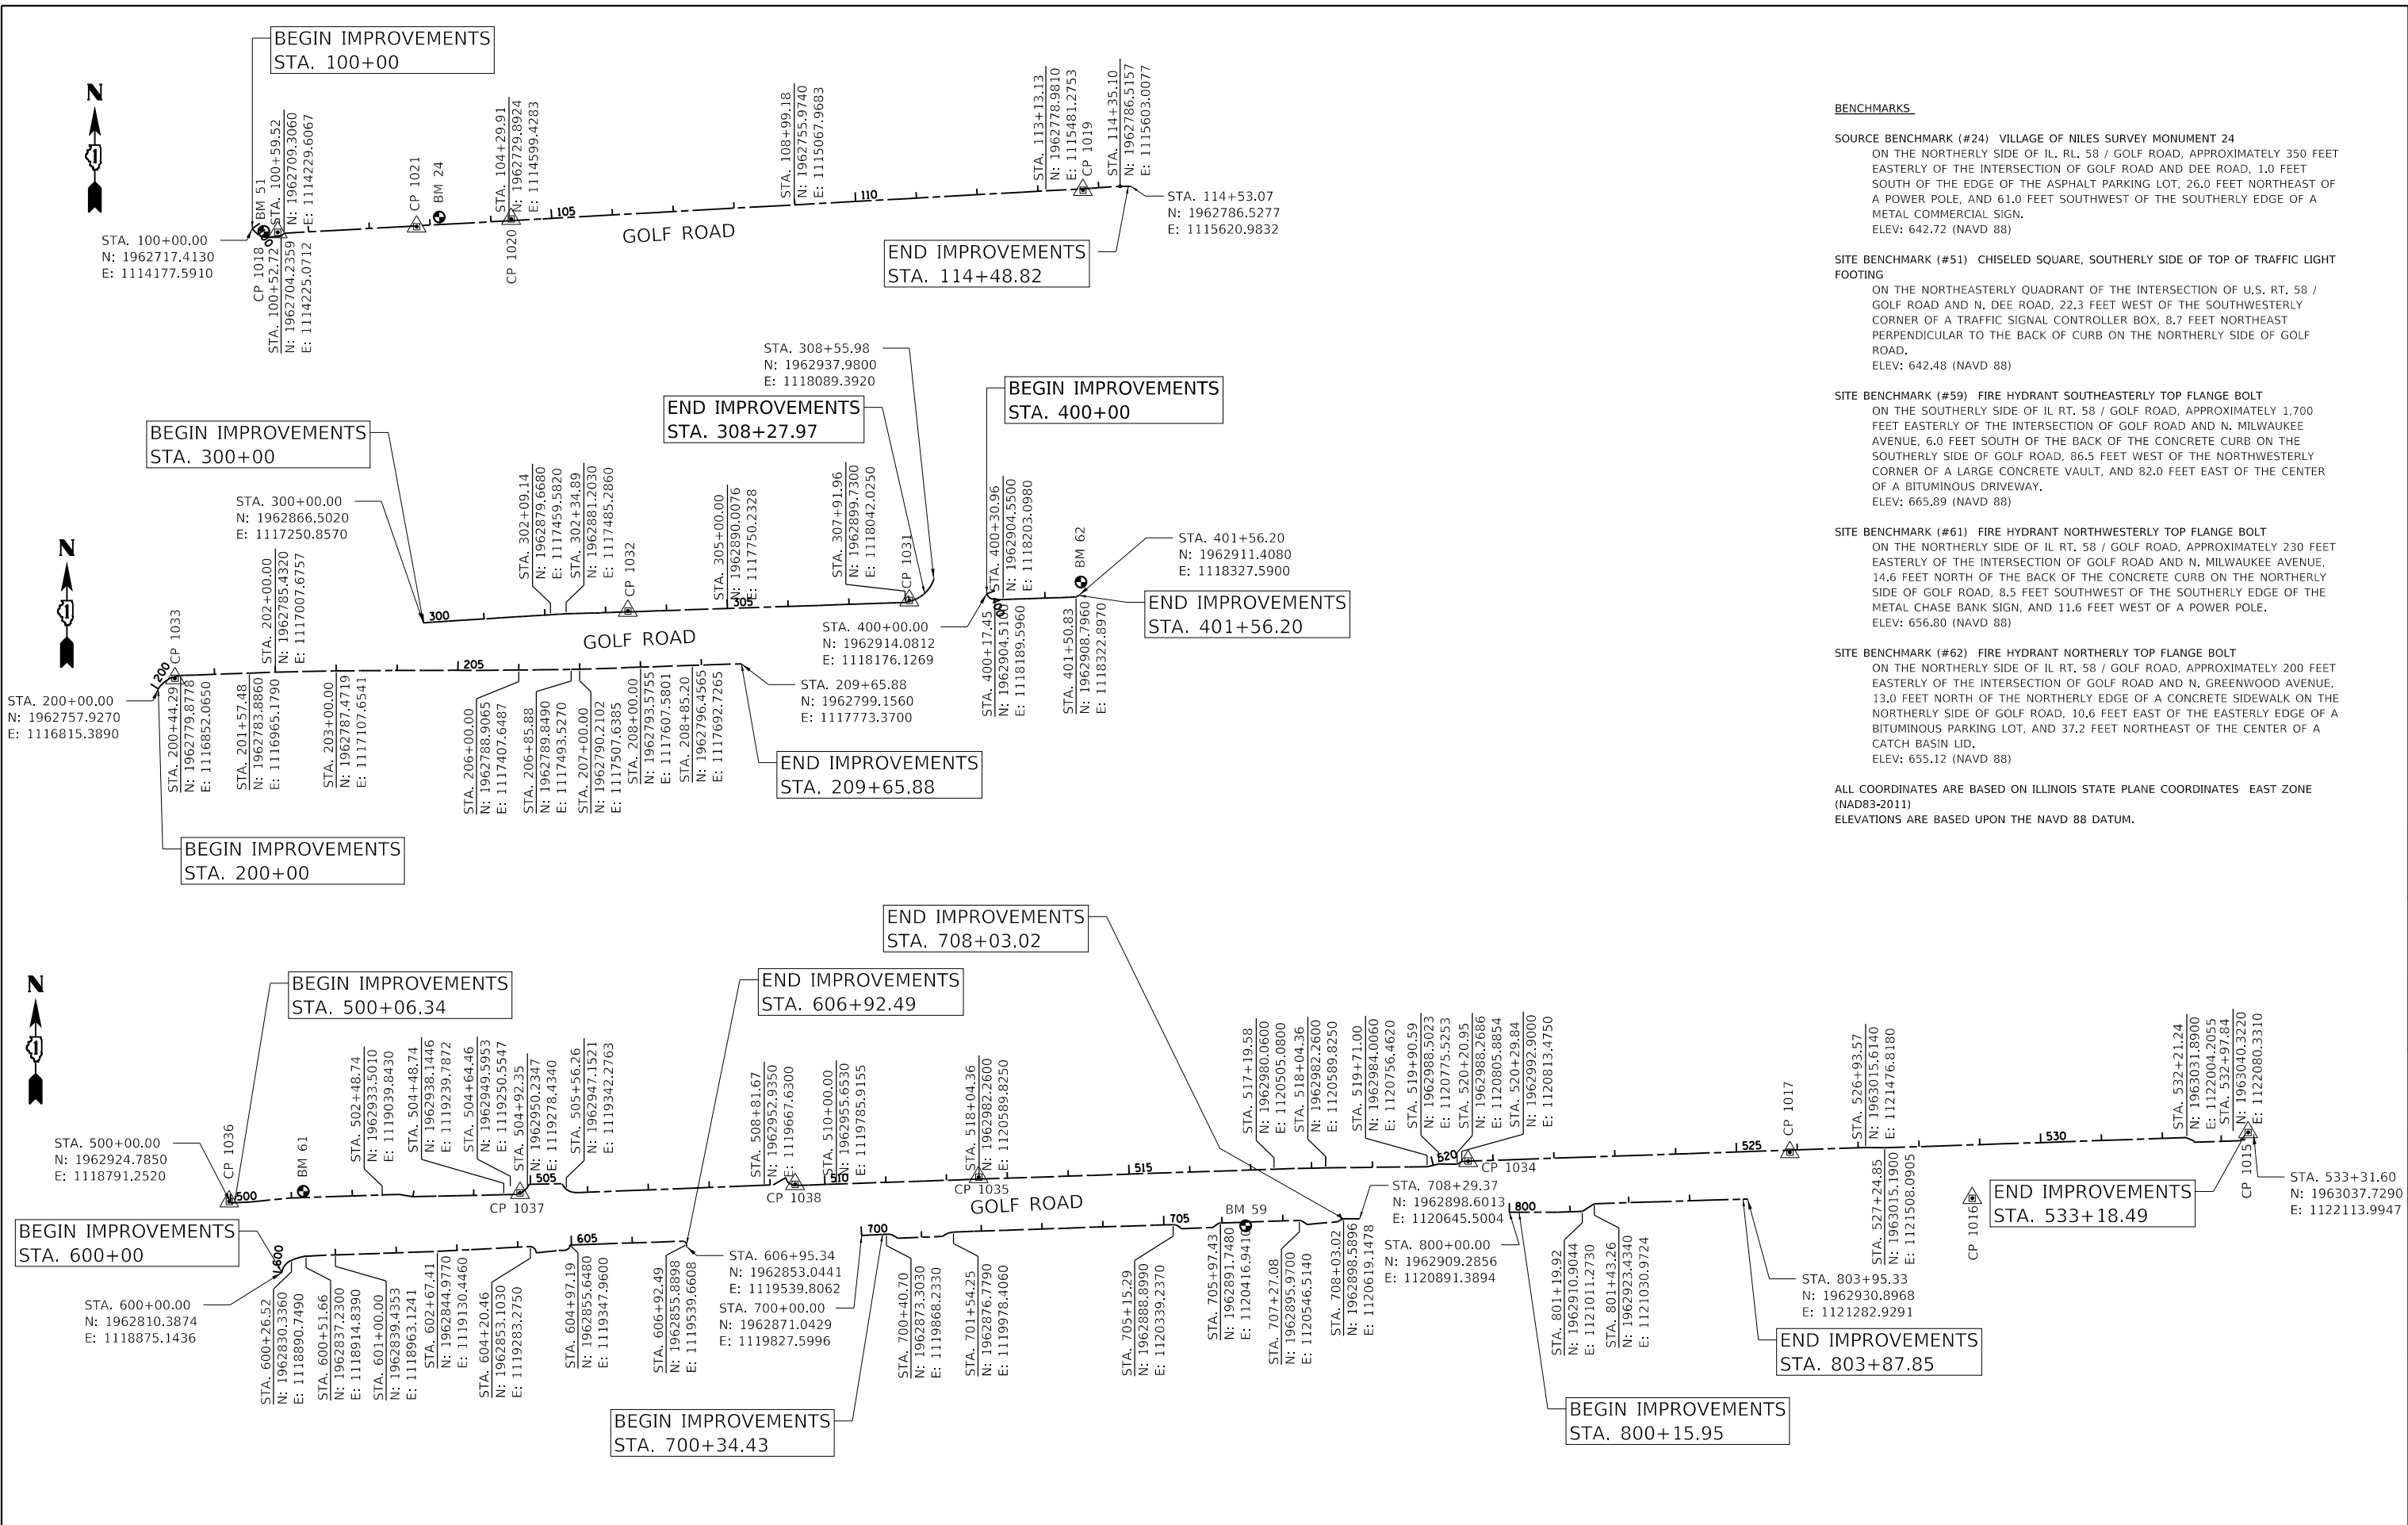 BEGIN IMPROVEMENTS
STA. 100+00
N
STA. 100+00.00
N: 1962717.4130
E: 1114177.5910
CP 1018
BM 51
STA. 100+59.52
N: 1962709.3060
E: 1114229.6067
STA. 100+52.72
N: 1962704.2359
E: 1114225.0712
CP 1021
BM 24
STA. 104+29.91
N: 1962729.8924
E: 1114599.4283
CP 1020
105
GOLF ROAD
STA. 108+99.18
N: 1962755.9740
E: 1115067.9683
110
STA. 113+13.13
N: 1962778.9810
E: 1115481.2753
CP 1019
STA. 114+35.10
N: 1962786.5157
E: 1115603.0077
STA. 114+53.07
N: 1962786.5277
E: 1115620.9832
END IMPROVEMENTS
STA. 114+48.82
BEGIN IMPROVEMENTS
STA. 300+00
STA. 300+00.00
N: 1962866.5020
E: 1117250.8570
300
STA. 302+09.14
N: 1962879.6680
E: 1117459.5820
STA. 302+34.89
N: 1962881.2030
E: 1117485.2860
CP 1032
STA. 305+00.00
N: 1962890.0076
E: 1117750.2328
305
STA. 308+55.98
N: 1962937.9800
E: 1118089.3920
END IMPROVEMENTS
STA. 308+27.97
STA. 307+91.96
N: 1962899.7300
E: 1118042.0250
CP 1031
BEGIN IMPROVEMENTS
STA. 400+00
STA. 400+30.96
N: 1962904.5500
E: 1118203.0980
BM 62
STA. 401+56.20
N: 1962911.4080
E: 1118327.5900
END IMPROVEMENTS
STA. 401+56.20
STA. 400+00.00
N: 1962914.0812
E: 1118176.1269
STA. 400+17.45
N: 1962904.5100
E: 1118189.5960
STA. 401+50.83
N: 1962908.7960
E: 1118322.8970
GOLF ROAD
N
CP 1033
200
STA. 200+00.00
N: 1962757.9270
E: 1116815.3890
STA. 200+44.29
N: 1962779.8778
E: 1116852.0650
STA. 201+57.48
N: 1962783.8860
E: 1116965.1790
STA. 202+00.00
N: 1962785.4320
E: 1117007.6757
STA. 203+00.00
N: 1962787.4719
E: 1117107.6541
205
STA. 206+00.00
N: 1962788.9065
E: 1117407.6487
STA. 206+85.88
N: 1962789.8490
E: 1117493.5270
STA. 207+00.00
N: 1962790.2102
E: 1117507.6385
STA. 208+00.00
N: 1962793.5755
E: 1117607.5801
STA. 208+85.20
N: 1962796.4565
E: 1117692.7265
STA. 209+65.88
N: 1962799.1560
E: 1117773.3700
END IMPROVEMENTS
STA. 209+65.88
BEGIN IMPROVEMENTS
STA. 200+00
BENCHMARKS
SOURCE BENCHMARK (#24) VILLAGE OF NILES SURVEY MONUMENT 24
ON THE NORTHERLY SIDE OF IL. RL. 58 / GOLF ROAD, APPROXIMATELY 350 FEET
EASTERLY OF THE INTERSECTION OF GOLF ROAD AND DEE ROAD, 1.0 FEET
SOUTH OF THE EDGE OF THE ASPHALT PARKING LOT, 26.0 FEET NORTHEAST OF
A POWER POLE, AND 61.0 FEET SOUTHWEST OF THE SOUTHERLY EDGE OF A
METAL COMMERCIAL SIGN.
ELEV: 642.72 (NAVD 88)
SITE BENCHMARK (#51) CHISELED SQUARE, SOUTHERLY SIDE OF TOP OF TRAFFIC LIGHT
FOOTING
ON THE NORTHEASTERLY QUADRANT OF THE INTERSECTION OF U.S. RT. 58 /
GOLF ROAD AND N. DEE ROAD, 22.3 FEET WEST OF THE SOUTHWESTERLY
CORNER OF A TRAFFIC SIGNAL CONTROLLER BOX, 8.7 FEET NORTHEAST
PERPENDICULAR TO THE BACK OF CURB ON THE NORTHERLY SIDE OF GOLF
ROAD.
ELEV: 642.48 (NAVD 88)
SITE BENCHMARK (#59) FIRE HYDRANT SOUTHEASTERLY TOP FLANGE BOLT
ON THE SOUTHERLY SIDE OF IL RT. 58 / GOLF ROAD, APPROXIMATELY 1,700
FEET EASTERLY OF THE INTERSECTION OF GOLF ROAD AND N. MILWAUKEE
AVENUE, 6.0 FEET SOUTH OF THE BACK OF THE CONCRETE CURB ON THE
SOUTHERLY SIDE OF GOLF ROAD, 86.5 FEET WEST OF THE NORTHWESTERLY
CORNER OF A LARGE CONCRETE VAULT, AND 82.0 FEET EAST OF THE CENTER
OF A BITUMINOUS DRIVEWAY.
ELEV: 665.89 (NAVD 88)
SITE BENCHMARK (#61) FIRE HYDRANT NORTHWESTERLY TOP FLANGE BOLT
ON THE NORTHERLY SIDE OF IL RT. 58 / GOLF ROAD, APPROXIMATELY 230 FEET
EASTERLY OF THE INTERSECTION OF GOLF ROAD AND N. MILWAUKEE AVENUE,
14.6 FEET NORTH OF THE BACK OF THE CONCRETE CURB ON THE NORTHERLY
SIDE OF GOLF ROAD, 8.5 FEET SOUTHWEST OF THE SOUTHERLY EDGE OF THE
METAL CHASE BANK SIGN, AND 11.6 FEET WEST OF A POWER POLE.
ELEV: 656.80 (NAVD 88)
SITE BENCHMARK (#62) FIRE HYDRANT NORTHERLY TOP FLANGE BOLT
ON THE NORTHERLY SIDE OF IL RT. 58 / GOLF ROAD, APPROXIMATELY 200 FEET
EASTERLY OF THE INTERSECTION OF GOLF ROAD AND N. GREENWOOD AVENUE,
13.0 FEET NORTH OF THE NORTHERLY EDGE OF A CONCRETE SIDEWALK ON THE
NORTHERLY SIDE OF GOLF ROAD, 10.6 FEET EAST OF THE EASTERLY EDGE OF A
BITUMINOUS PARKING LOT, AND 37.2 FEET NORTHEAST OF THE CENTER OF A
CATCH BASIN LID.
ELEV: 655.12 (NAVD 88)
ALL COORDINATES ARE BASED ON ILLINOIS STATE PLANE COORDINATES EAST ZONE
(NAD83-2011)
ELEVATIONS ARE BASED UPON THE NAVD 88 DATUM.
N
BEGIN IMPROVEMENTS
STA. 500+06.34
STA. 500+00.00
N: 1962924.7850
E: 1118791.2520
CP 1036
500
BM 61
STA. 502+48.74
N: 1962933.5010
E: 1119039.8430
STA. 504+48.74
N: 1962938.1446
E: 1119239.7872
STA. 504+64.46
N: 1962949.5953
E: 1119250.5547
STA. 504+92.35
N: 1962950.2347
E: 1119278.4340
CP 1037
505
STA. 505+56.26
N: 1962947.1521
E: 1119342.2763
END IMPROVEMENTS
STA. 606+92.49
STA. 508+81.67
N: 1962952.9350
E: 1119667.6300
CP 1038
STA. 510+00.00
N: 1962955.6530
E: 1119785.9155
510
STA. 518+04.36
N: 1962982.2600
E: 1120589.8250
CP 1035
GOLF ROAD
515
END IMPROVEMENTS
STA. 708+03.02
STA. 517+19.58
N: 1962980.0600
E: 1120505.0800
STA. 518+04.36
N: 1962982.2600
E: 1120589.8250
STA. 519+71.00
N: 1962984.0060
E: 1120756.4620
STA. 519+90.59
N: 1962988.5023
E: 1120775.5253
STA. 520+20.95
N: 1962988.2686
E: 1120805.8854
STA. 520+29.84
N: 1962992.9000
E: 1120813.4750
520
CP 1034
525
CP 1017
STA. 526+93.57
N: 1963015.6140
E: 1121476.8180
STA. 527+24.85
N: 1963015.1900
E: 1121508.0905
530
STA. 532+21.24
N: 1963031.8900
E: 1122004.2055
STA. 532+97.84
N: 1963040.3220
E: 1122080.3310
CP 1015
CP 1016
STA. 533+31.60
N: 1963037.7290
E: 1122113.9947
END IMPROVEMENTS
STA. 533+18.49
BEGIN IMPROVEMENTS
STA. 600+00
600
STA. 600+00.00
N: 1962810.3874
E: 1118875.1436
STA. 600+26.52
N: 1962830.3360
E: 1118890.7490
STA. 600+51.66
N: 1962837.2300
E: 1118914.8390
STA. 601+00.00
N: 1962839.4353
E: 1118963.1241
STA. 602+67.41
N: 1962844.9770
E: 1119130.4460
STA. 604+20.46
N: 1962853.1030
E: 1119283.2750
605
STA. 604+97.19
N: 1962855.6480
E: 1119347.9600
STA. 606+92.49
N: 1962855.8898
E: 1119539.6608
STA. 606+95.34
N: 1962853.0441
E: 1119539.8062
STA. 700+00.00
N: 1962871.0429
E: 1119827.5996
BEGIN IMPROVEMENTS
STA. 700+34.43
700
STA. 700+40.70
N: 1962873.3030
E: 1119868.2330
STA. 701+54.25
N: 1962876.7790
E: 1119978.4060
705
STA. 705+15.29
N: 1962888.8990
E: 1120339.2370
BM 59
STA. 705+97.43
N: 1962891.7480
E: 1120416.9410
STA. 707+27.08
N: 1962895.9700
E: 1120546.5140
STA. 708+03.02
N: 1962898.5896
E: 1120619.1478
STA. 708+29.37
N: 1962898.6013
E: 1120645.5004
STA. 800+00.00
N: 1962909.2856
E: 1120891.3894
800
STA. 801+19.92
N: 1962910.9044
E: 1121011.2730
STA. 801+43.26
N: 1962923.4340
E: 1121030.9724
STA. 803+95.33
N: 1962930.8968
E: 1121282.9291
END IMPROVEMENTS
STA. 803+87.85
BEGIN IMPROVEMENTS
STA. 800+15.95